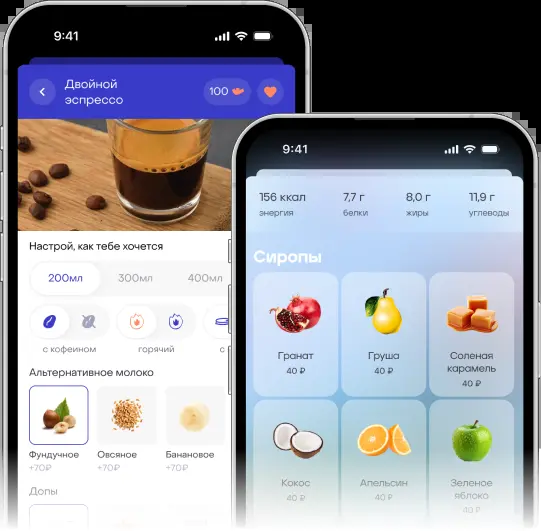 9:41
Двойной
эспрессо
100
Настрой, как тебе хочется
200мл
300мл
400мл
с кофеином
горячий
с
Альтернативное молоко
Фундучное
Овсяное
Банановое
+70₽
+70₽
+70₽
Допы
9:41
156 ккал
7,7 г
8,0 г
11,9 г
энергия
белки
жиры
углеводы
Сиропы
Гранат
Груша
Соленая
карамель
40 ₽
40 ₽
40 ₽
Кокос
Апельсин
Зеленое
яблоко
40 ₽
40 ₽
40 ₽